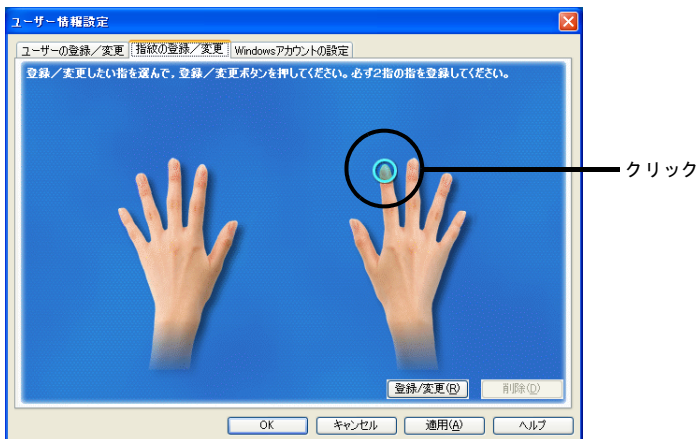 ユーザー情報設定
ユーザーの登録／変更 指紋の登録／変更 Windowsアカウントの設定
登録／変更したい指を選んで，登録／変更ボタンを押してください。必ず2指の指を登録してください。
クリック
登録/変更(R) 削除(D)
OK キャンセル 適用(A) ヘルプ